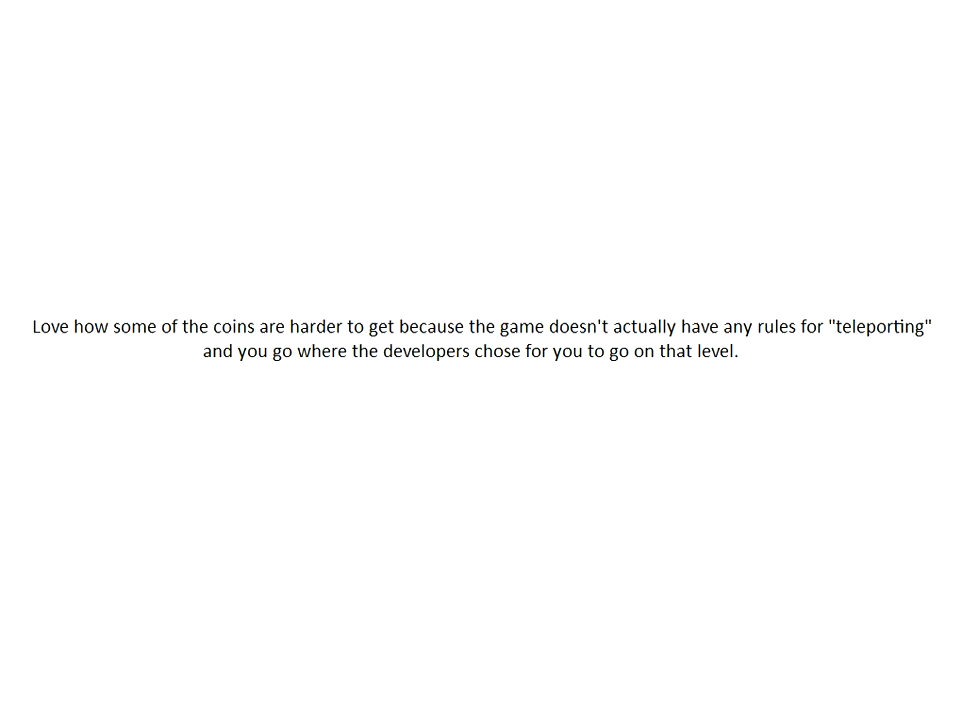 Love how some of the coins are harder to get because the game doesn't actually have any rules for "teleporting"
and you go where the developers chose for you to go on that level.